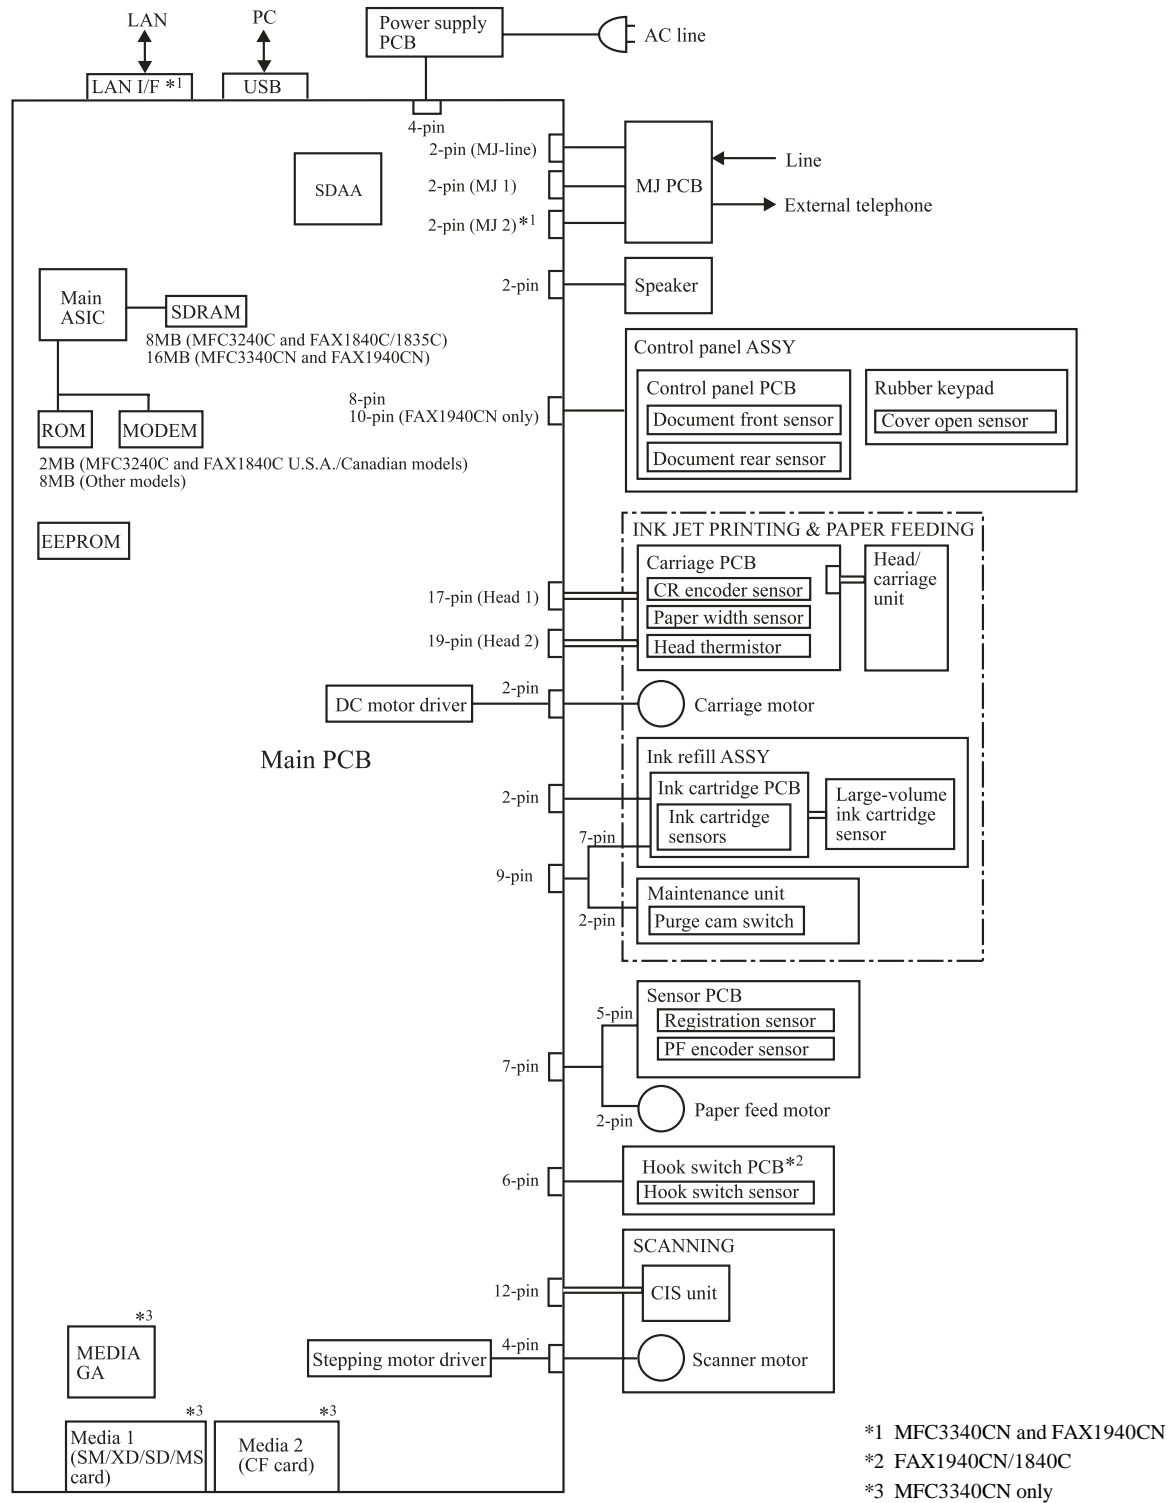 LAN
PC
Power supply
PCB
AC line
LAN I/F *1
USB
4-pin
2-pin (MJ-line)
2-pin (MJ 1)
2-pin (MJ 2)*1
MJ PCB
Line
External telephone
SDAA
2-pin
Speaker
Main
ASIC
SDRAM
8MB (MFC3240C and FAX1840C/1835C)
16MB (MFC3340CN and FAX1940CN)
Control panel ASSY
Control panel PCB
Document front sensor
Document rear sensor
Rubber keypad
Cover open sensor
8-pin
10-pin (FAX1940CN only)
ROM
MODEM
2MB (MFC3240C and FAX1840C U.S.A./Canadian models)
8MB (Other models)
EEPROM
INK JET PRINTING & PAPER FEEDING
Carriage PCB
CR encoder sensor
Paper width sensor
Head thermistor
Head/
carriage
unit
17-pin (Head 1)
19-pin (Head 2)
2-pin
DC motor driver
Carriage motor
Main PCB
Ink refill ASSY
Ink cartridge PCB
Ink cartridge
sensors
Large-volume
ink cartridge
sensor
2-pin
7-pin
9-pin
2-pin
Maintenance unit
Purge cam switch
Sensor PCB
Registration sensor
PF encoder sensor
5-pin
7-pin
2-pin
Paper feed motor
6-pin
Hook switch PCB*2
Hook switch sensor
SCANNING
12-pin
CIS unit
4-pin
Stepping motor driver
Scanner motor
*3
MEDIA
GA
*3
Media 1
(SM/XD/SD/MS
card)
*3
Media 2
(CF card)
*1 MFC3340CN and FAX1940CN
*2 FAX1940CN/1840C
*3 MFC3340CN only